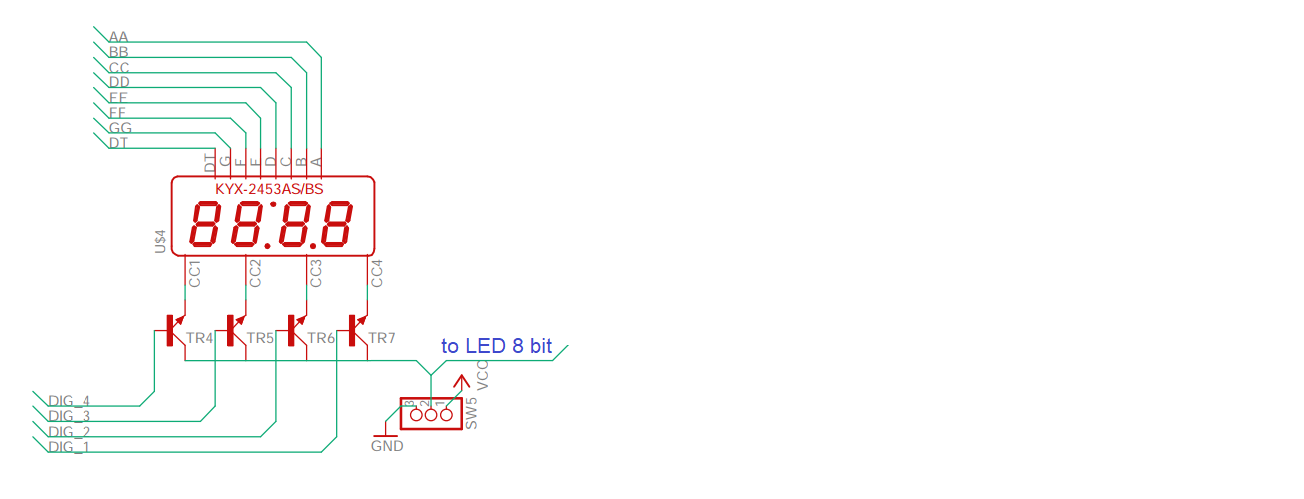 AA
BB
CC
DD
EE
FF
GG
DT
DT G F E D C B A
KYX-2453AS/BS
88:8.8
U$4
CC1 CC2 CC3 CC4
TR4 TR5 TR6 TR7
to LED 8 bit
VCC
DIG_4
DIG_3
DIG_2
DIG_1
3 2 1
SW5
GND